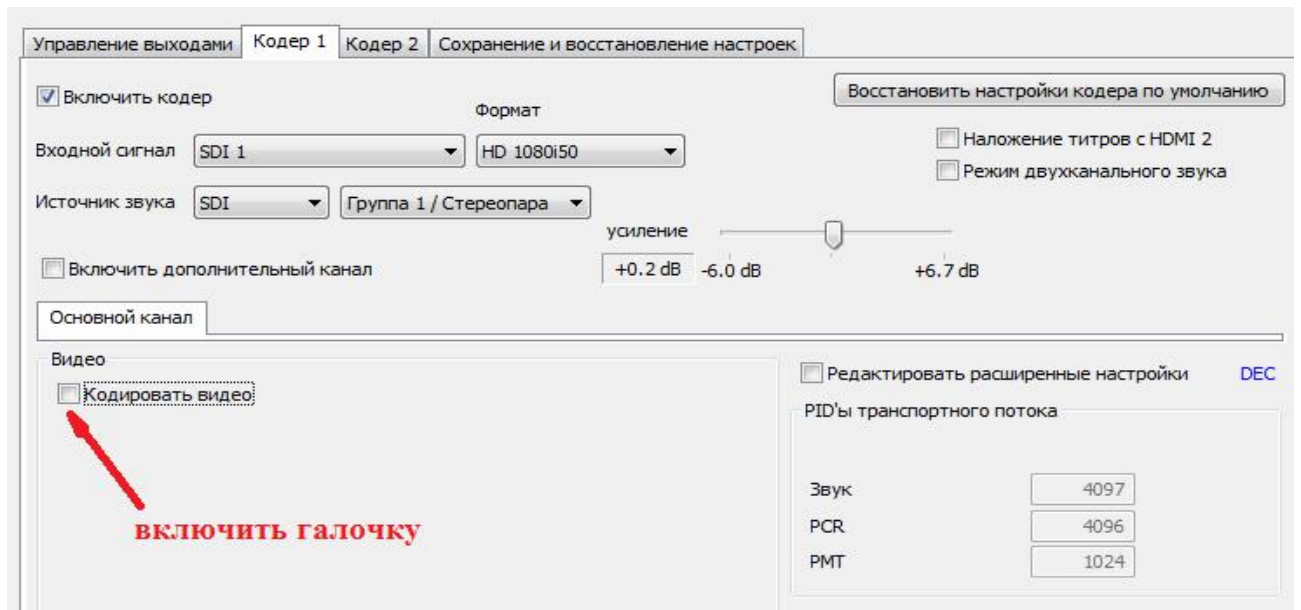 Управление выходами Кодер 1 Кодер 2 Сохранение и восстановление настроек
Включить кодер
Восстановить настройки кодера по умолчанию
Формат
Наложение титров с HDMI 2
Входной сигнал SDI 1 HD 1080i50
Режим двухканального звука
Источник звука SDI Группа 1 / Стереопара
усиление
Включить дополнительный канал
+0.2 dB -6.0 dB +6.7 dB
Основной канал
Видео
Кодировать видео
включить галочку
Редактировать расширенные настройки DEC
PID'ы транспортного потока
Звук 4097
PCR 4096
PMT 1024